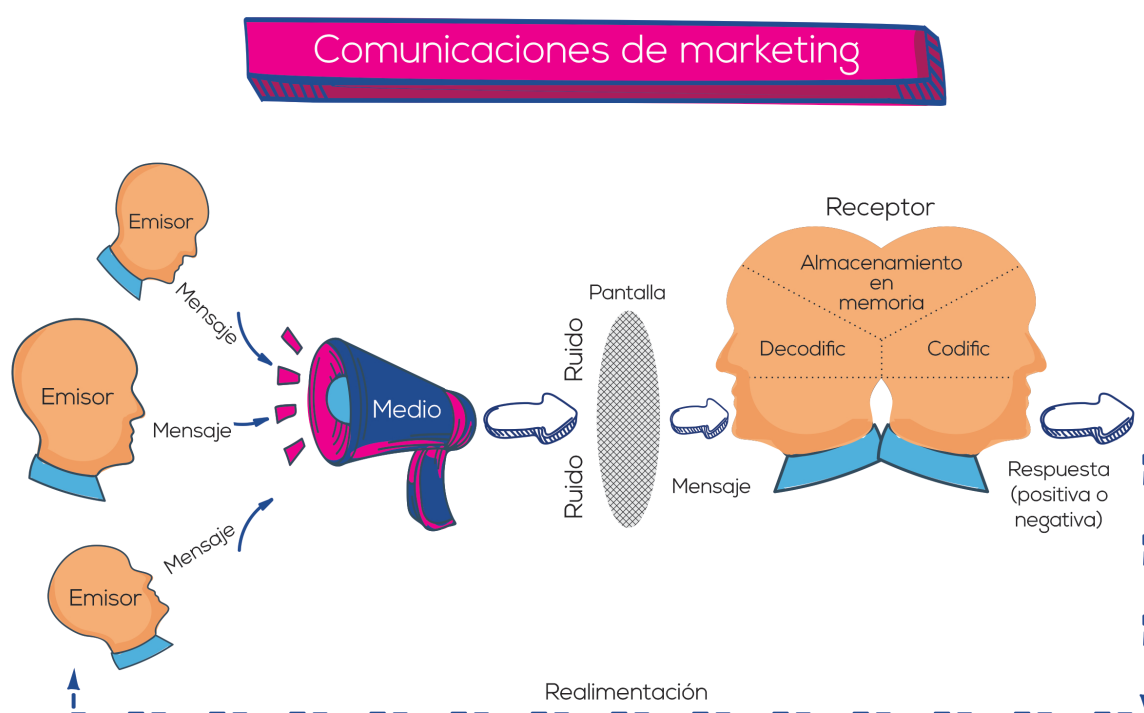 Comunicaciones de marketing
Emisor
Mensaje
Emisor
Mensaje
Emisor
Mensaje
Medio
Ruido
Ruido
Pantalla
Mensaje
Receptor
Almacenamiento
en
memoria
Decodific
Codific
Respuesta
(positiva o
negativa)
Realimentación